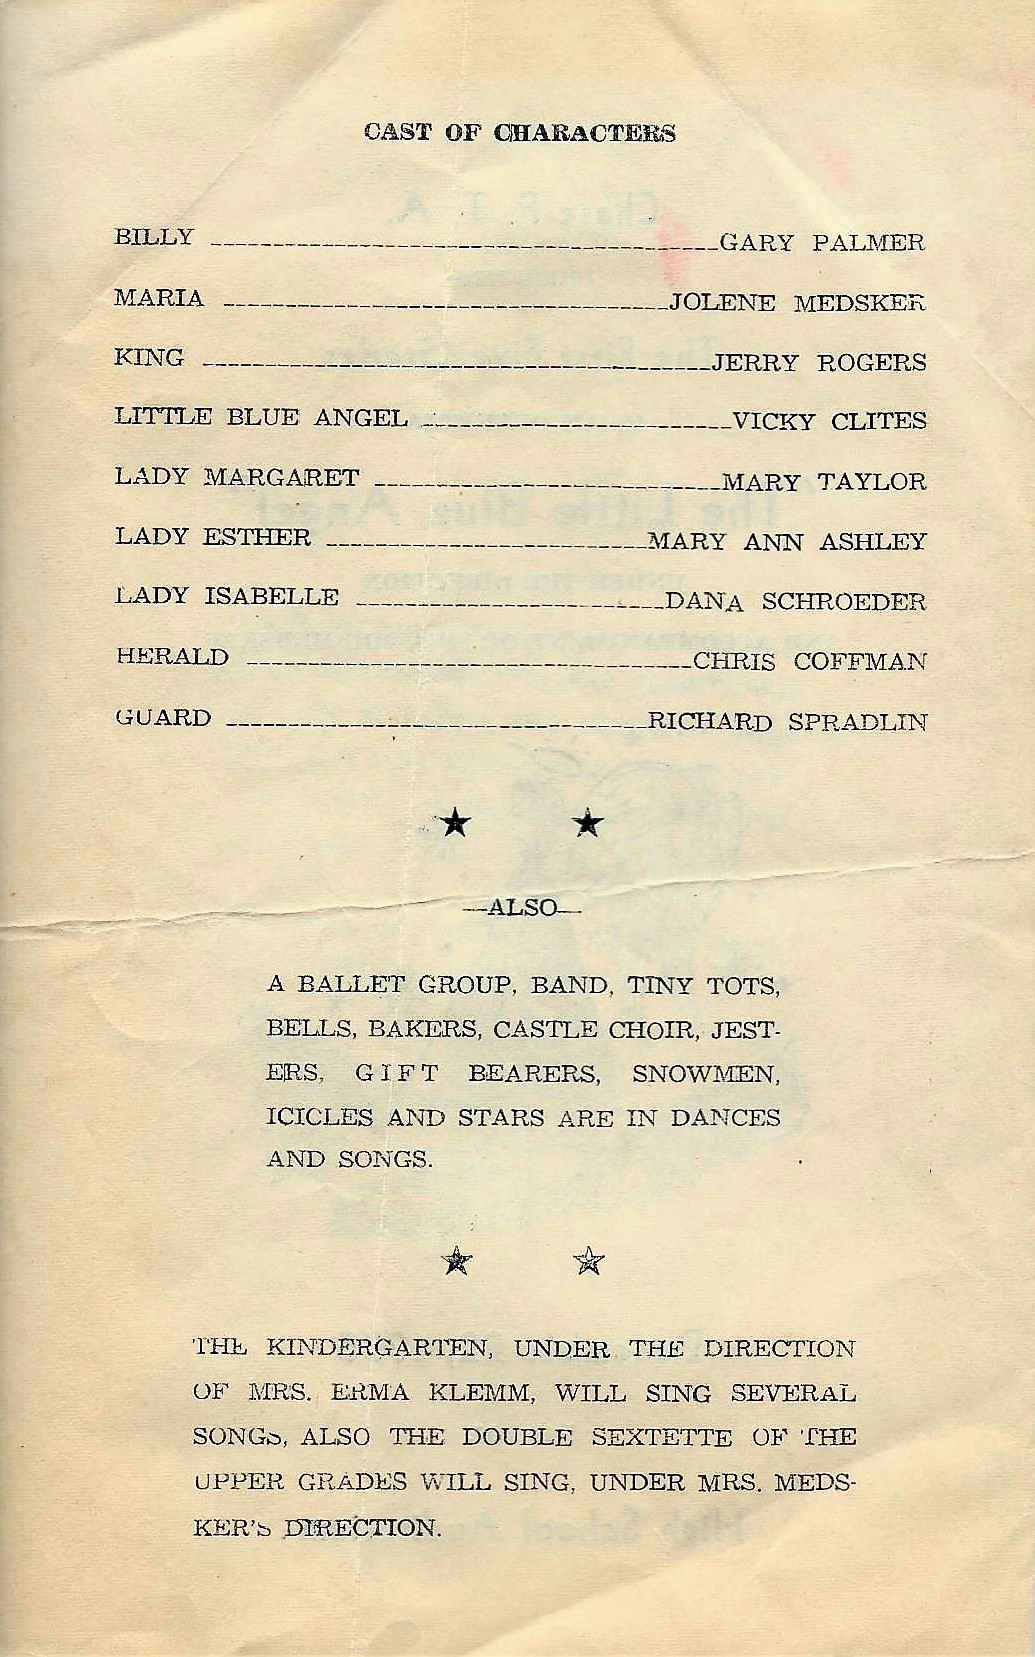 CAST OF CHARACTERS
BILLY ----------------------------------------GARY PALMER
MARIA -----------------------------------JOLENE MEDSKER
KING ----------------------------------------JERRY ROGERS
LITTLE BLUE ANGEL ------------------------VICKY CLITES
LADY MARGARET ---------------------------MARY TAYLOR
LADY ESTHER -------------------------MARY ANN ASHLEY
LADY ISABELLE ------------------------DANA SCHROEDER
HERALD -----------------------------------CHRIS COFFMAN
GUARD ---------------------------------RICHARD SPRADLIN
—ALSO—
A BALLET GROUP, BAND, TINY TOTS,
BELLS, BAKERS, CASTLE CHOIR, JEST-
ERS, GIFT BEARERS, SNOWMEN,
ICICLES AND STARS ARE IN DANCES
AND SONGS.
THE KINDERGARTEN, UNDER THE DIRECTION
OF MRS. ERMA KLEMM, WILL SING SEVERAL
SONGS, ALSO THE DOUBLE SEXTETTE OF THE
UPPER GRADES WILL SING, UNDER MRS. MEDS-
KER'S DIRECTION.